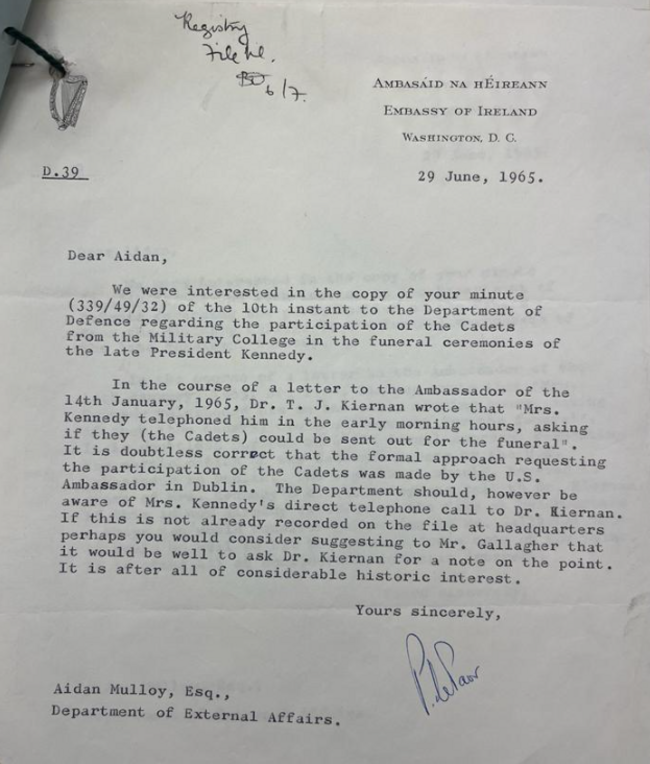 Registry
File pl.
6/7.
AMBASÁID NA HÉIREANN
EMBASSY OF IRELAND
WASHINGTON, D. C.
D.39
29 June, 1965.
Dear Aidan,
We were interested in the copy of your minute
(339/49/32) of the 10th instant to the Department of
Defence regarding the participation of the Cadets
from the Military College in the funeral ceremonies of
the late President Kennedy.
In the course of a letter to the Ambassador of the
14th January, 1965, Dr. T. J. Kiernan wrote that "Mrs.
Kennedy telephoned him in the early morning hours, asking
if they (the Cadets) could be sent out for the funeral".
It is doubtless correct that the formal approach requesting
the participation of the Cadets was made by the U.S.
Ambassador in Dublin. The Department should, however be
aware of Mrs. Kennedy's direct telephone call to Dr. Kiernan.
If this is not already recorded on the file at headquarters
perhaps you would consider suggesting to Mr. Gallagher that
it would be well to ask Dr. Kiernan for a note on the point.
It is after all of considerable historic interest.
Yours sincerely,
Aidan Mulloy, Esq.,
Department of External Affairs.